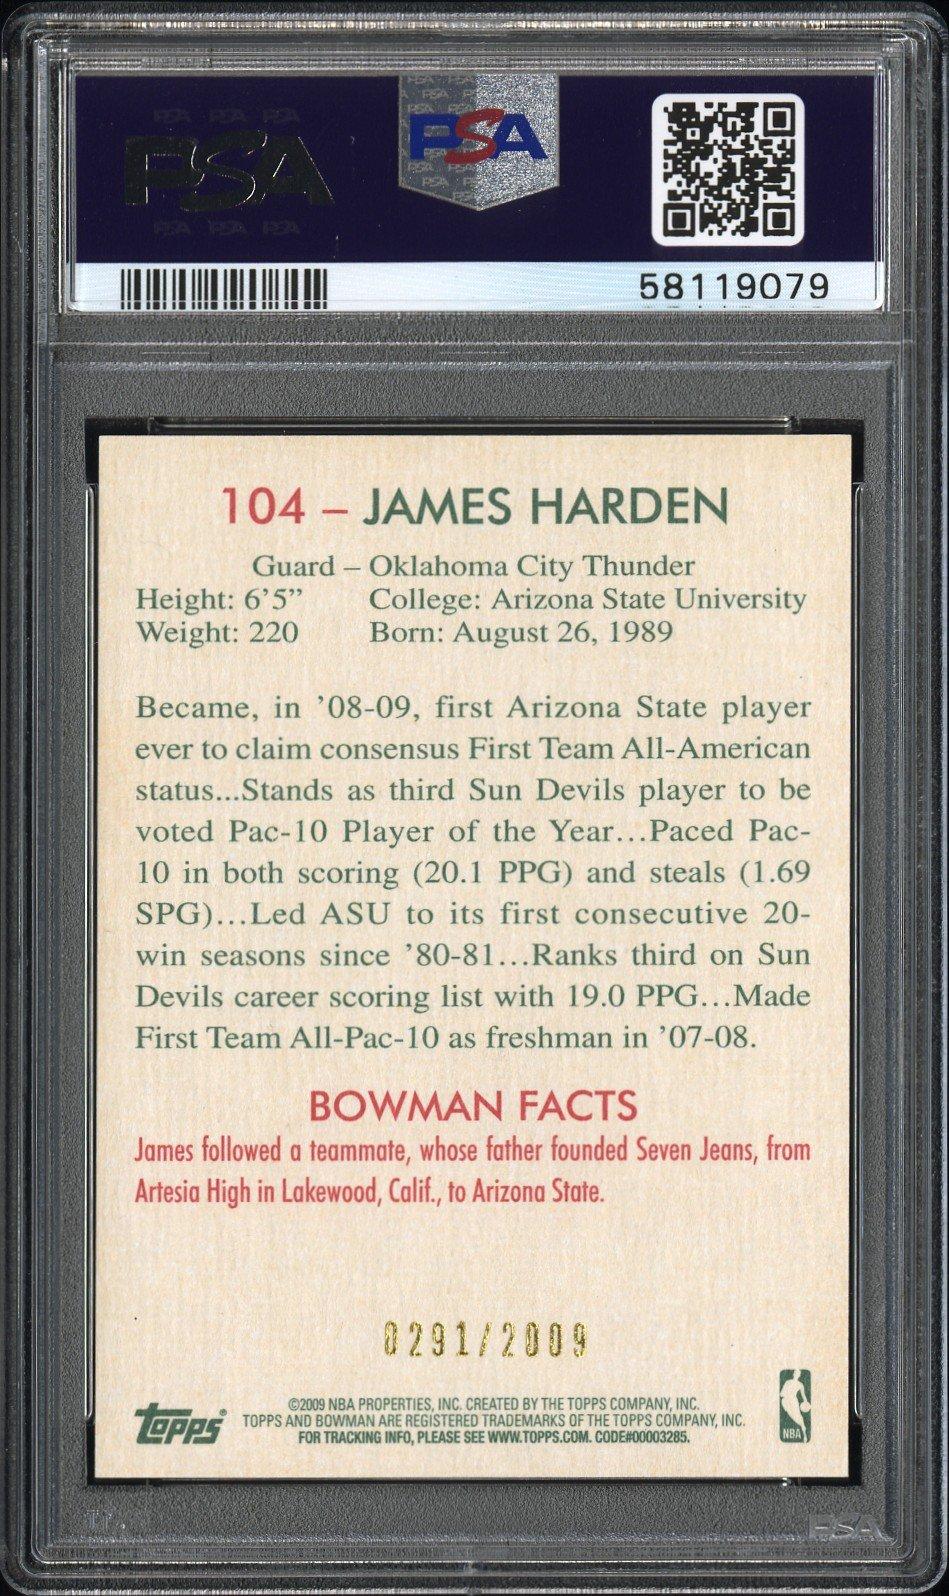 PSA PSA PSA
PSA
PSA PSA PSA
PSA
58119079
104 – JAMES HARDEN
Guard – Oklahoma City Thunder
Height: 6’5” College: Arizona State University
Weight: 220 Born: August 26, 1989
Became, in ’08-09, first Arizona State player
ever to claim consensus First Team All-American
status...Stands as third Sun Devils player to be
voted Pac-10 Player of the Year...Paced Pac-
10 in both scoring (20.1 PPG) and steals (1.69
SPG)...Led ASU to its first consecutive 20-
win seasons since ’80-81...Ranks third on Sun
Devils career scoring list with 19.0 PPG...Made
First Team All-Pac-10 as freshman in ’07-08.
BOWMAN FACTS
James followed a teammate, whose father founded Seven Jeans, from
Artesia High in Lakewood, Calif., to Arizona State.
0291/2009
Topps®
©2009 NBA PROPERTIES, INC. CREATED BY THE TOPPS COMPANY, INC.
TOPPS AND BOWMAN ARE REGISTERED TRADEMARKS OF THE TOPPS COMPANY, INC.
FOR TRACKING INFO, PLEASE SEE WWW.TOPPS.COM. CODE#00003285.
NBA
PSA